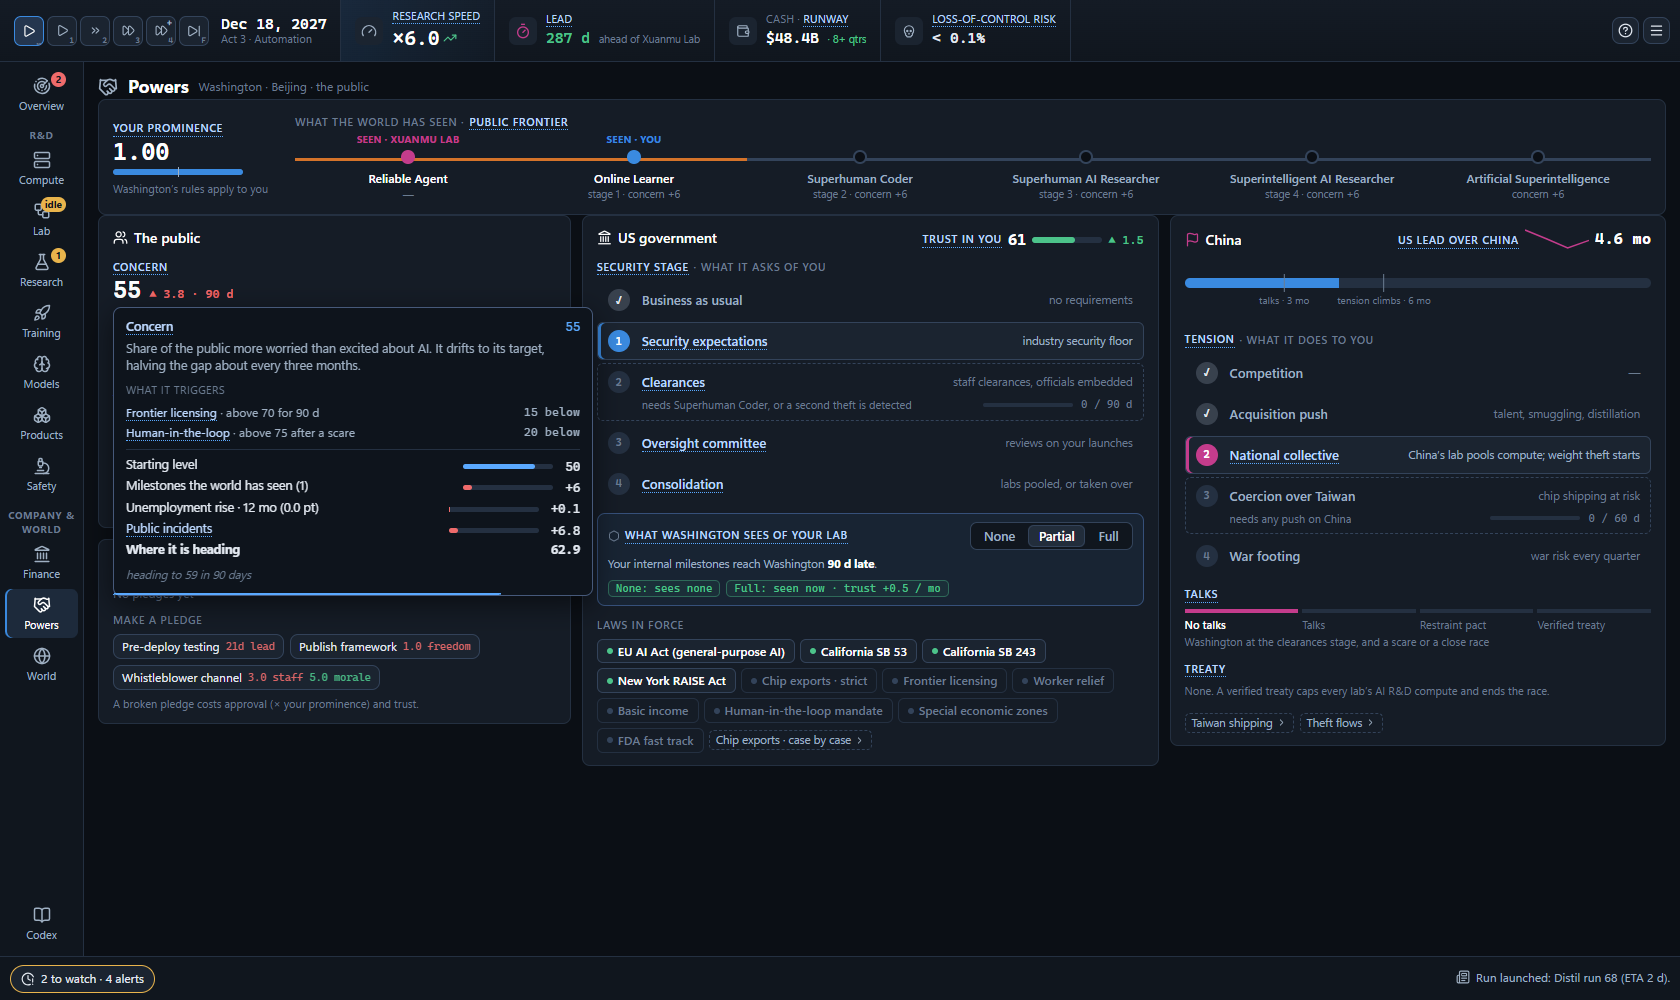 1
2
3
4
F
Dec 18, 2027
Act 3 · Automation
RESEARCH SPEED
×6.0
LEAD
287 d ahead of Xuanmu Lab
CASH · RUNWAY
$48.4B · 8+ qtrs
LOSS-OF-CONTROL RISK
< 0.1%
2
Overview
R&D
Compute
idle
Lab
1
Research
Training
Models
Products
Safety
COMPANY &
WORLD
Finance
Powers
World
Codex
Powers Washington · Beijing · the public
YOUR PROMINENCE
1.00
Washington's rules apply to you
WHAT THE WORLD HAS SEEN · PUBLIC FRONTIER
SEEN · XUANMU LAB
SEEN · YOU
Reliable Agent
—
Online Learner
stage 1 · concern +6
Superhuman Coder
stage 2 · concern +6
Superhuman AI Researcher
stage 3 · concern +6
Superintelligent AI Researcher
stage 4 · concern +6
Artificial Superintelligence
concern +6
The public
CONCERN
55 ▲ 3.8 · 90 d
Concern 55
Share of the public more worried than excited about AI. It drifts to its target,
halving the gap about every three months.
WHAT IT TRIGGERS
Frontier licensing · above 70 for 90 d 15 below
Human-in-the-loop · above 75 after a scare 20 below
Starting level 50
Milestones the world has seen (1) +6
Unemployment rise · 12 mo (0.0 pt) +0.1
Public incidents +6.8
Where it is heading 62.9
heading to 59 in 90 days
No pledges yet
MAKE A PLEDGE
Pre-deploy testing 21d lead
Publish framework 1.0 freedom
Whistleblower channel 3.0 staff 5.0 morale
A broken pledge costs approval (× your prominence) and trust.
US government
TRUST IN YOU 61 ▲ 1.5
SECURITY STAGE · WHAT IT ASKS OF YOU
Business as usual no requirements
1 Security expectations industry security floor
2 Clearances staff clearances, officials embedded
needs Superhuman Coder, or a second theft is detected 0 / 90 d
3 Oversight committee reviews on your launches
4 Consolidation labs pooled, or taken over
WHAT WASHINGTON SEES OF YOUR LAB
None Partial Full
Your internal milestones reach Washington 90 d late.
None: sees none
Full: seen now · trust +0.5 / mo
LAWS IN FORCE
EU AI Act (general-purpose AI)
California SB 53
California SB 243
New York RAISE Act
Chip exports · strict
Frontier licensing
Worker relief
Basic income
Human-in-the-loop mandate
Special economic zones
FDA fast track
Chip exports · case by case ›
China
US LEAD OVER CHINA 4.6 mo
talks · 3 mo
tension climbs · 6 mo
TENSION · WHAT IT DOES TO YOU
Competition —
Acquisition push talent, smuggling, distillation
2 National collective China's lab pools compute; weight theft starts
3 Coercion over Taiwan chip shipping at risk
needs any push on China 0 / 60 d
4 War footing war risk every quarter
TALKS
No talks
Talks
Restraint pact
Verified treaty
Washington at the clearances stage, and a scare or a close race
TREATY
None. A verified treaty caps every lab's AI R&D compute and ends the race.
Taiwan shipping ›
Theft flows ›
2 to watch · 4 alerts
Run launched: Distil run 68 (ETA 2 d).